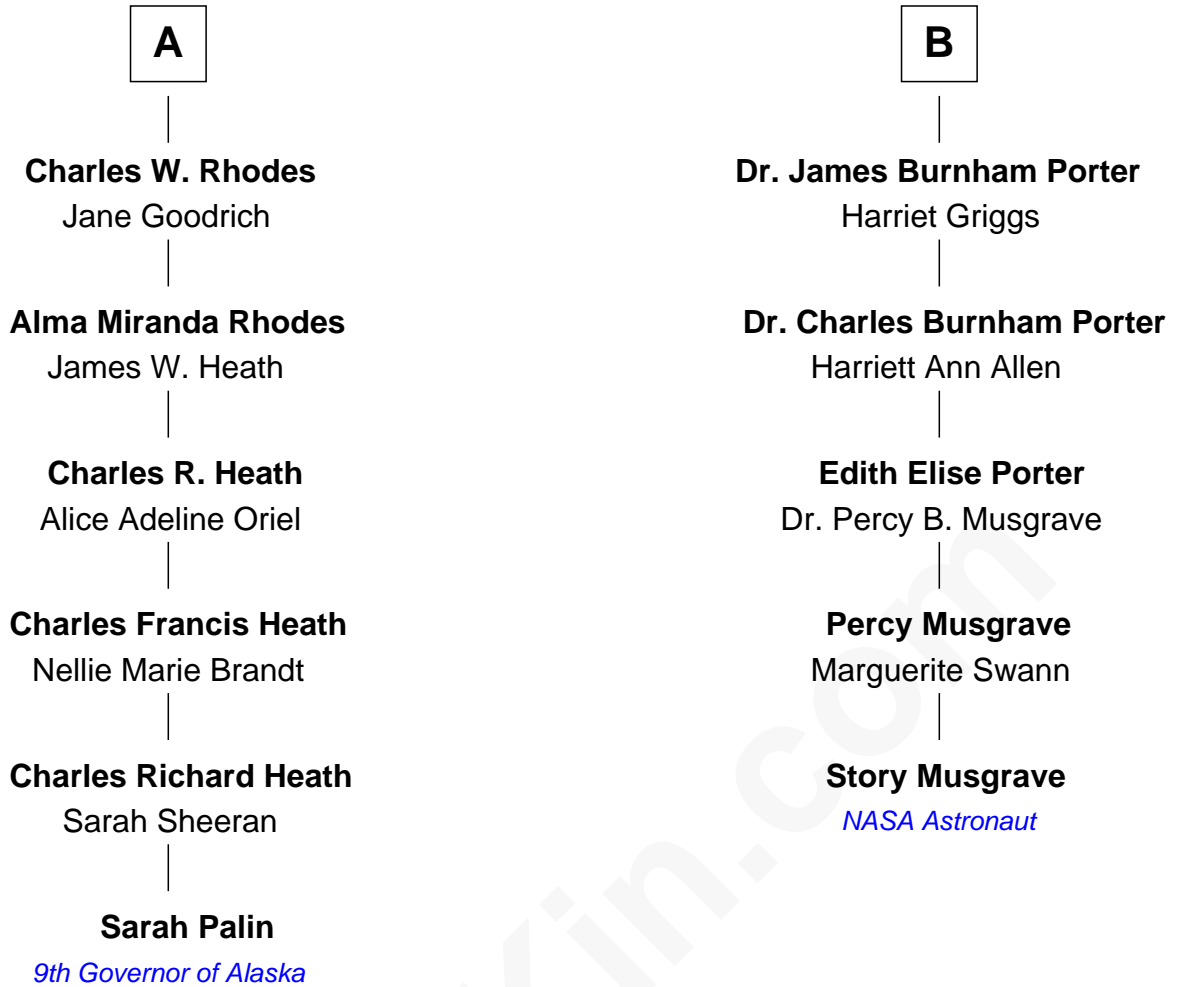 A
Charles W. Rhodes
Jane Goodrich
Alma Miranda Rhodes
James W. Heath
Charles R. Heath
Alice Adeline Oriel
Charles Francis Heath
Nellie Marie Brandt
Charles Richard Heath
Sarah Sheeran
Sarah Palin
9th Governor of Alaska
B
Dr. James Burnham Porter
Harriet Griggs
Dr. Charles Burnham Porter
Harriett Ann Allen
Edith Elise Porter
Dr. Percy B. Musgrave
Percy Musgrave
Marguerite Swann
Story Musgrave
NASA Astronaut